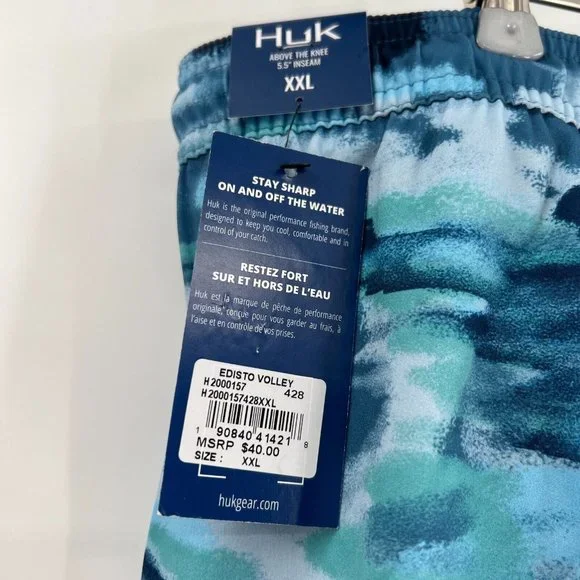 Huk
ABOVE THE KNEE
5.5" INSEAM
XXL
STAY SHARP
ON AND OFF THE WATER
Huk is the original performance fishing brand,
designed to keep you cool, comfortable and in
control of your catch.
RESTEZ FORT
SUR ET HORS DE L'EAU
Huk est la marque de pêche de performance
originale conçue pour vous garder au frais, à
l'aise et en contrôle de vos prises.
EDISTO VOLLEY
H2000157 428
H2000157428XXL
1 90840 41421 8
MSRP $40.00
SIZE : XXL
hukgear.com